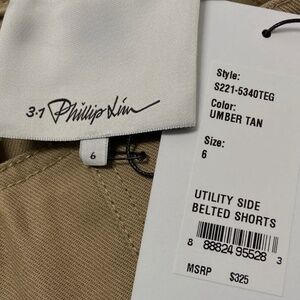 3.1 Phillip Lim
6
Style:
S221-5340TEG
Color:
UMBER TAN
Size:
6
UTILITY SIDE
BELTED SHORTS
8 88824 95528 3
MSRP $325